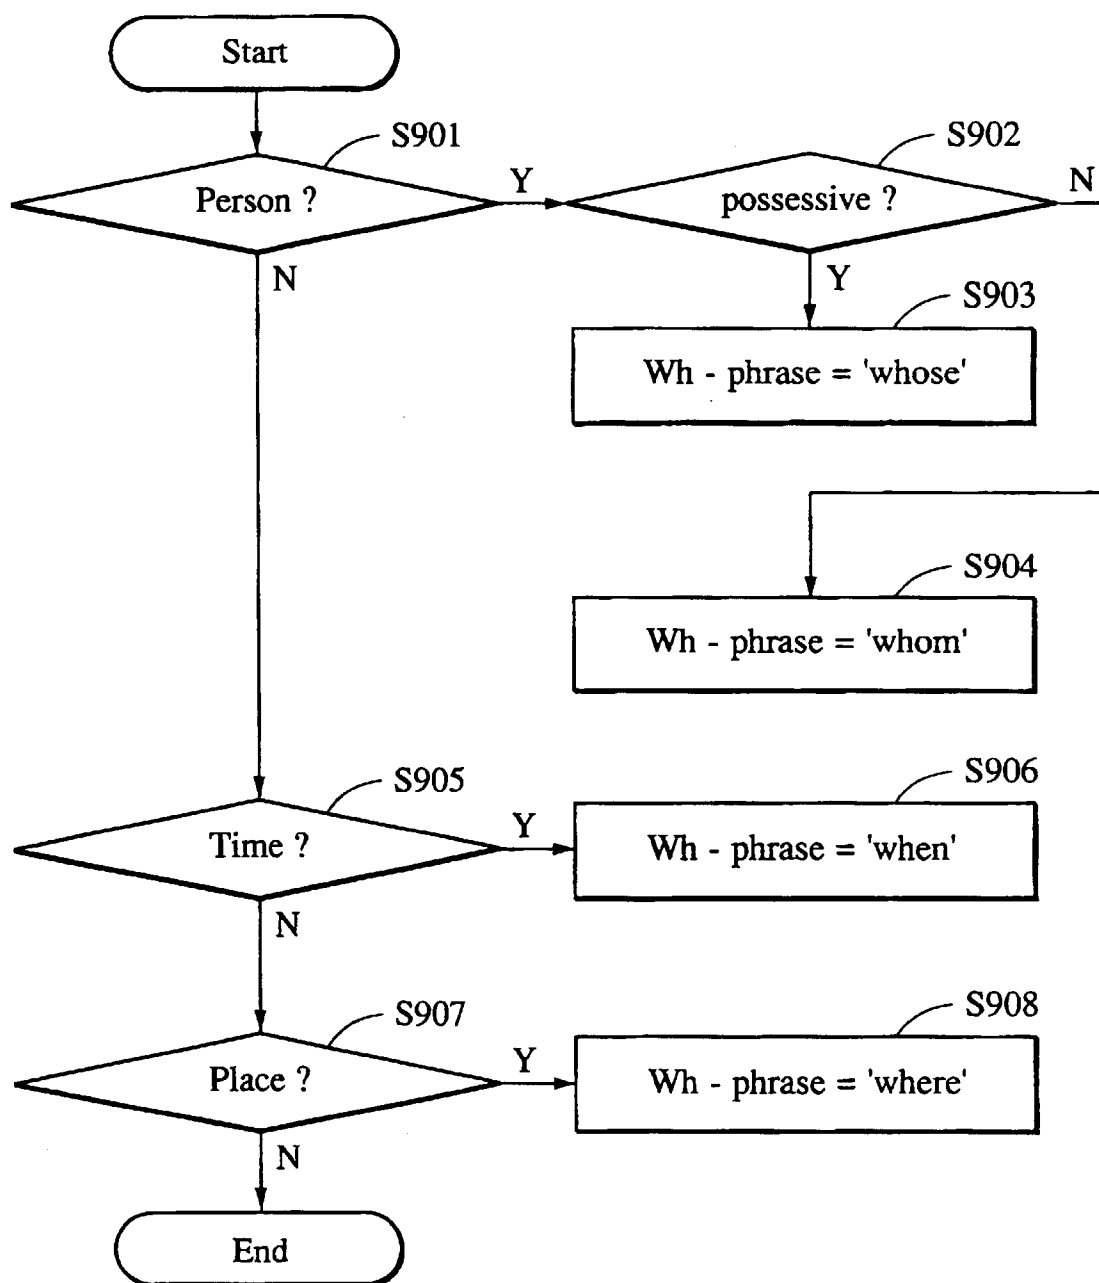 Start
S901
Person ?
Y
N
S902
possessive ?
N
Y
S903
Wh - phrase = 'whose'
S904
Wh - phrase = 'whom'
S905
Time ?
Y
N
S906
Wh - phrase = 'when'
S907
Place ?
Y
N
S908
Wh - phrase = 'where'
End